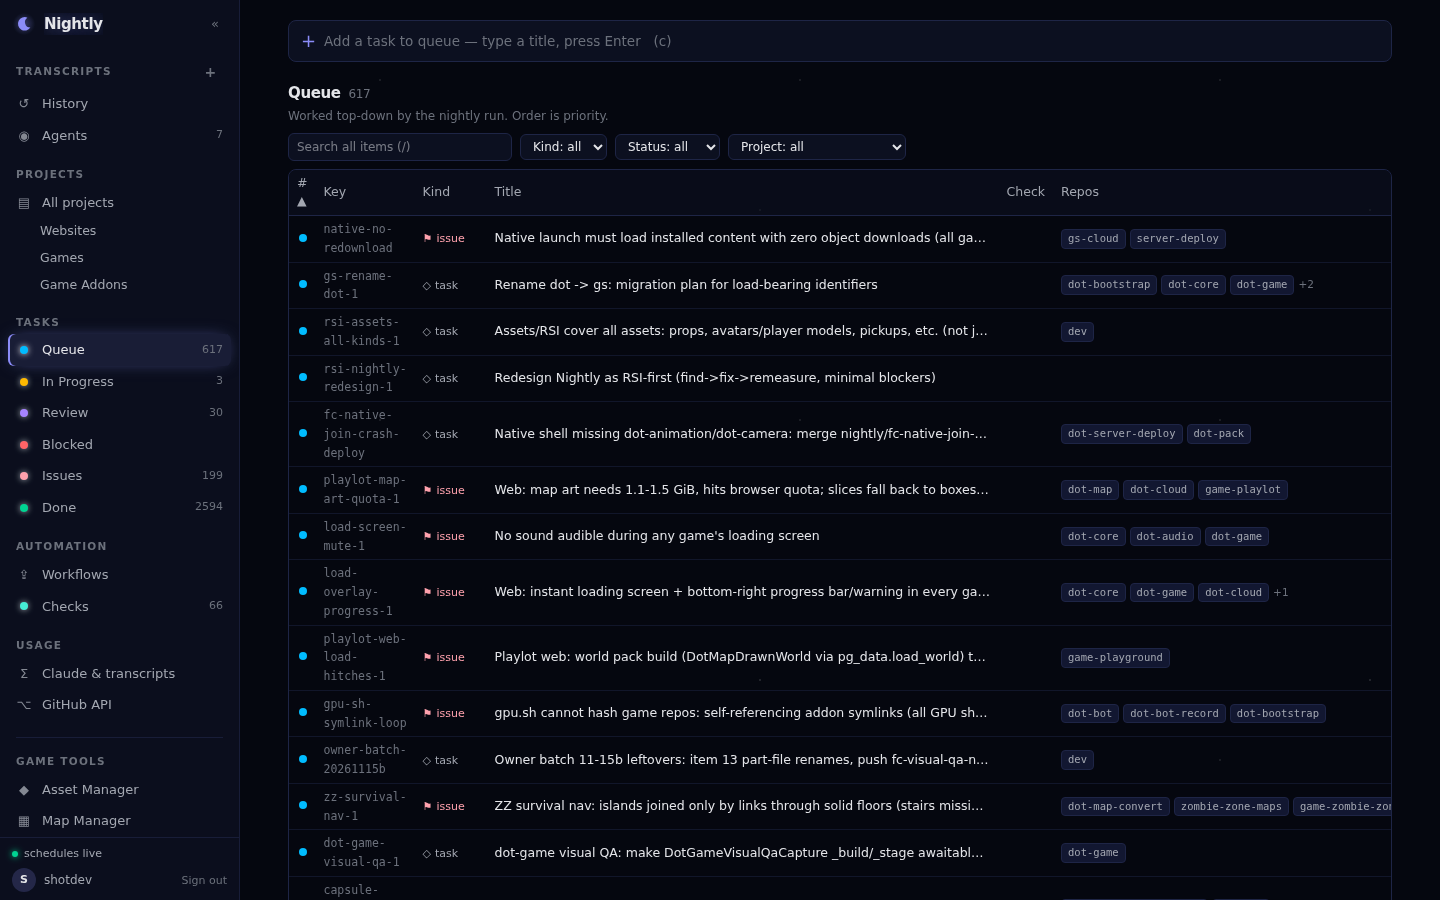 Nightly «
TRANSCRIPTS +
History
Agents 7
PROJECTS
All projects
Websites
Games
Game Addons
TASKS
Queue 617
In Progress 3
Review 30
Blocked
Issues 199
Done 2594
AUTOMATION
Workflows
Checks 66
USAGE
Σ Claude & transcripts
GitHub API
GAME TOOLS
Asset Manager
Map Manager
schedules live
S shotdev Sign out
+ Add a task to queue — type a title, press Enter (c)
Queue 617
Worked top-down by the nightly run. Order is priority.
Search all items (/) Kind: all Status: all Project: all
# ▲ Key Kind Title Check Repos
native-no-
redownload
issue Native launch must load installed content with zero object downloads (all ga… gs-cloud server-deploy
gs-rename-
dot-1
task Rename dot -> gs: migration plan for load-bearing identifiers dot-bootstrap dot-core dot-game +2
rsi-assets-
all-kinds-1
task Assets/RSI cover all assets: props, avatars/player models, pickups, etc. (not j… dev
rsi-nightly-
redesign-1
task Redesign Nightly as RSI-first (find->fix->remeasure, minimal blockers)
fc-native-
join-crash-
deploy
task Native shell missing dot-animation/dot-camera: merge nightly/fc-native-join-… dot-server-deploy dot-pack
playlot-map-
art-quota-1
issue Web: map art needs 1.1-1.5 GiB, hits browser quota; slices fall back to boxes… dot-map dot-cloud game-playlot
load-screen-
mute-1
issue No sound audible during any game's loading screen dot-core dot-audio dot-game
load-
overlay-
progress-1
issue Web: instant loading screen + bottom-right progress bar/warning in every ga… dot-core dot-game dot-cloud +1
playlot-web-
load-
hitches-1
issue Playlot web: world pack build (DotMapDrawnWorld via pg_data.load_world) t… game-playground
gpu-sh-
symlink-loop
issue gpu.sh cannot hash game repos: self-referencing addon symlinks (all GPU sh… dot-bot dot-bot-record dot-bootstrap
owner-batch-
20261115b
task Owner batch 11-15b leftovers: item 13 part-file renames, push fc-visual-qa-n… dev
zz-survival-
nav-1
issue ZZ survival nav: islands joined only by links through solid floors (stairs missi… dot-map-convert zombie-zone-maps game-zombie-zon
dot-game-
visual-qa-1
task dot-game visual QA: make DotGameVisualQaCapture _build/_stage awaitabl… dot-game
capsule-